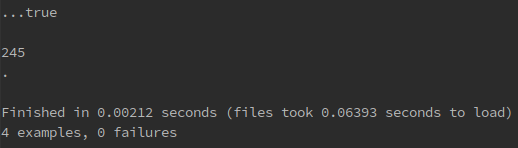 ...true
245
.
Finished in 0.00212 seconds (files took 0.06393 seconds to load)
4 examples, 0 failures